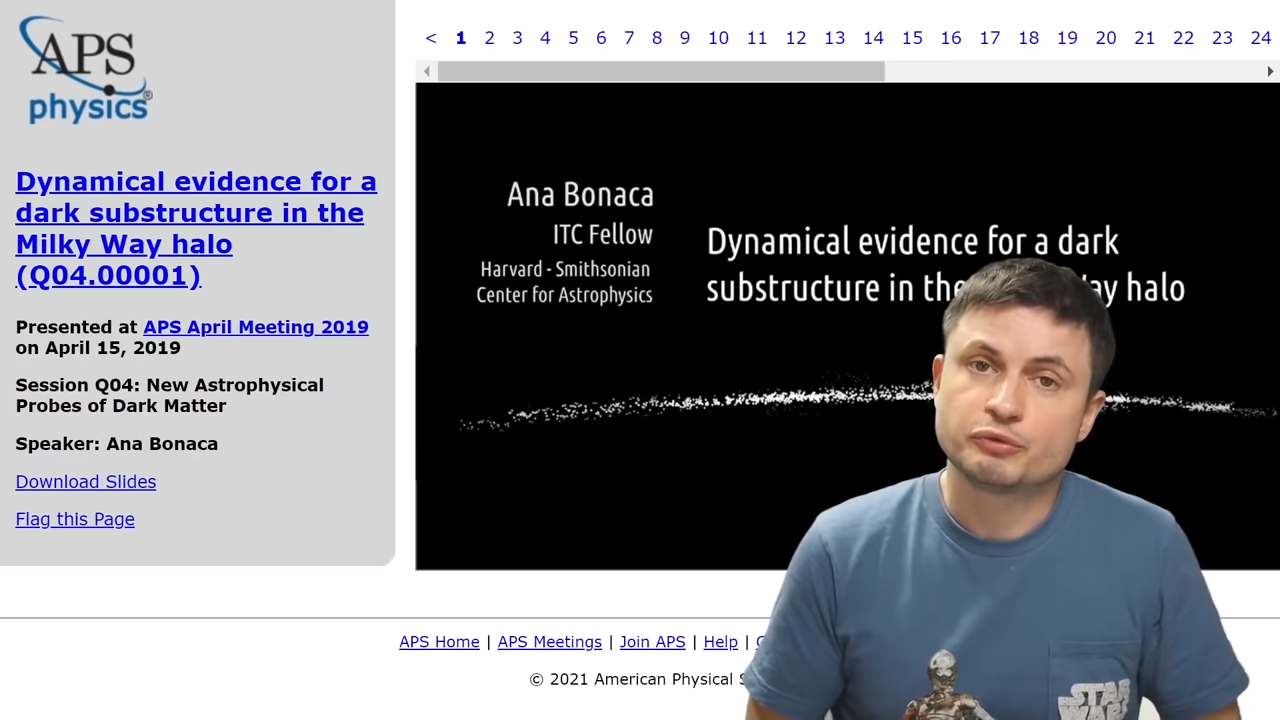 APS
physics®
< 1 2 3 4 5 6 7 8 9 10 11 12 13 14 15 16 17 18 19 20 21 22 23 24
Dynamical evidence for a
dark substructure in the
Milky Way halo
(Q04.00001)
Presented at APS April Meeting 2019
on April 15, 2019
Session Q04: New Astrophysical
Probes of Dark Matter
Speaker: Ana Bonaca
Download Slides
Flag this Page
Ana Bonaca
ITC Fellow
Harvard - Smithsonian
Center for Astrophysics
Dynamical evidence for a dark
substructure in the halo
APS Home | APS Meetings | Join APS | Help |
© 2021 American Physical
STAR
WARS